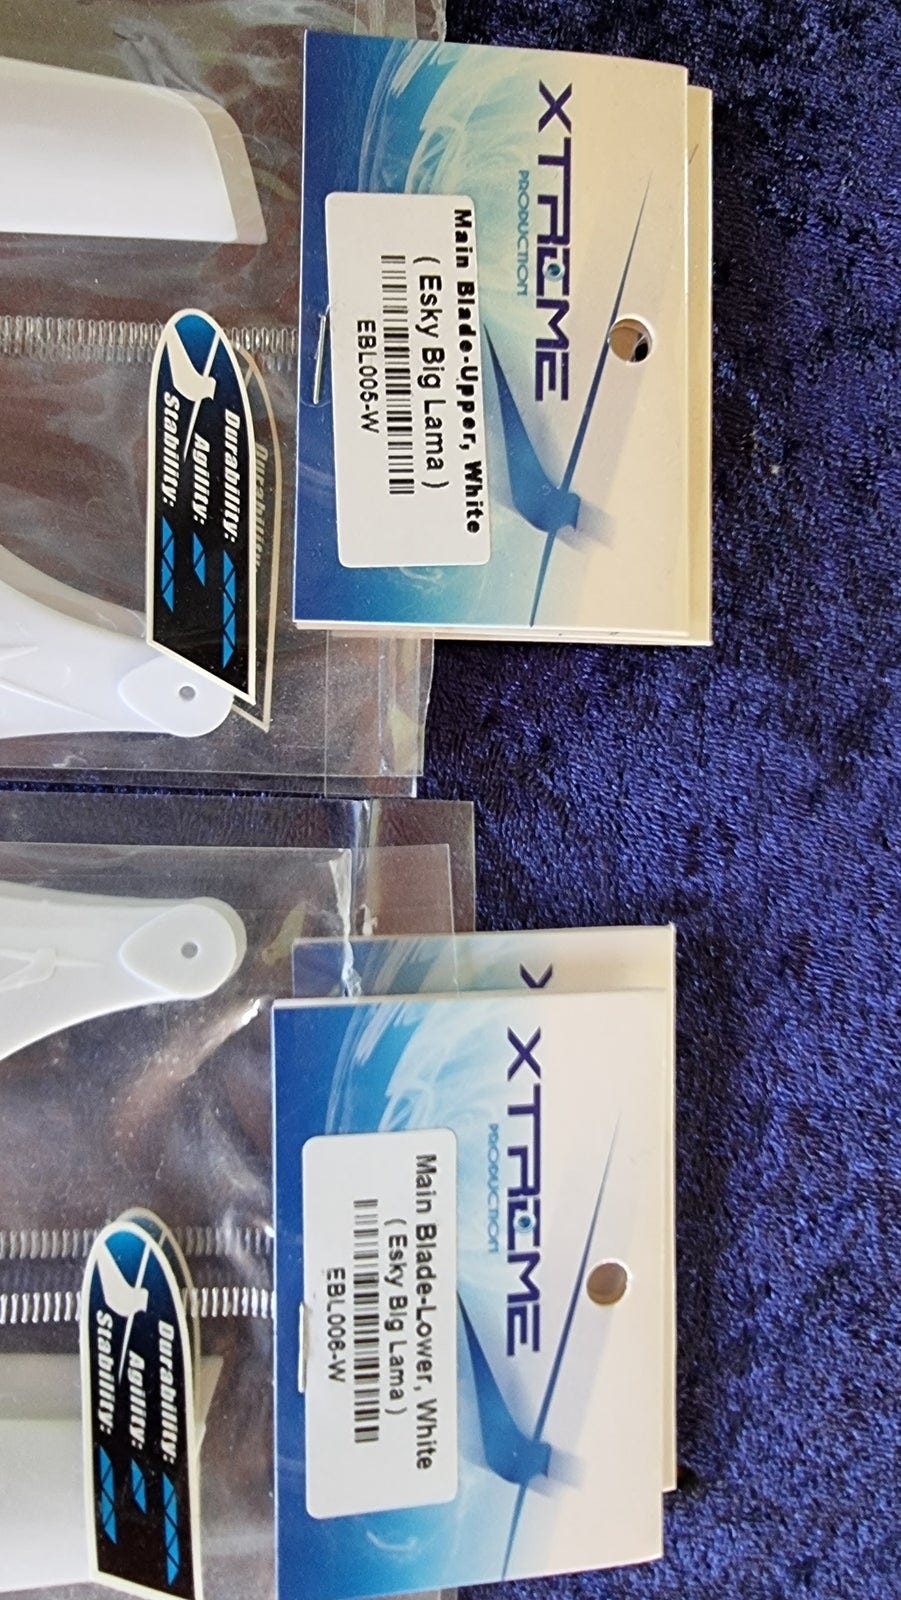 XTREME
PRODUCTION
Main Blade-Upper, White
( Esky Big Lama )
EBL005-W
Durability:
Agility:
Stability:
Durability
X
XTREME
PRODUCTION
Main Blade-Lower, White
( Esky Big Lama )
EBL006-W
Durability:
Agility:
Stability: